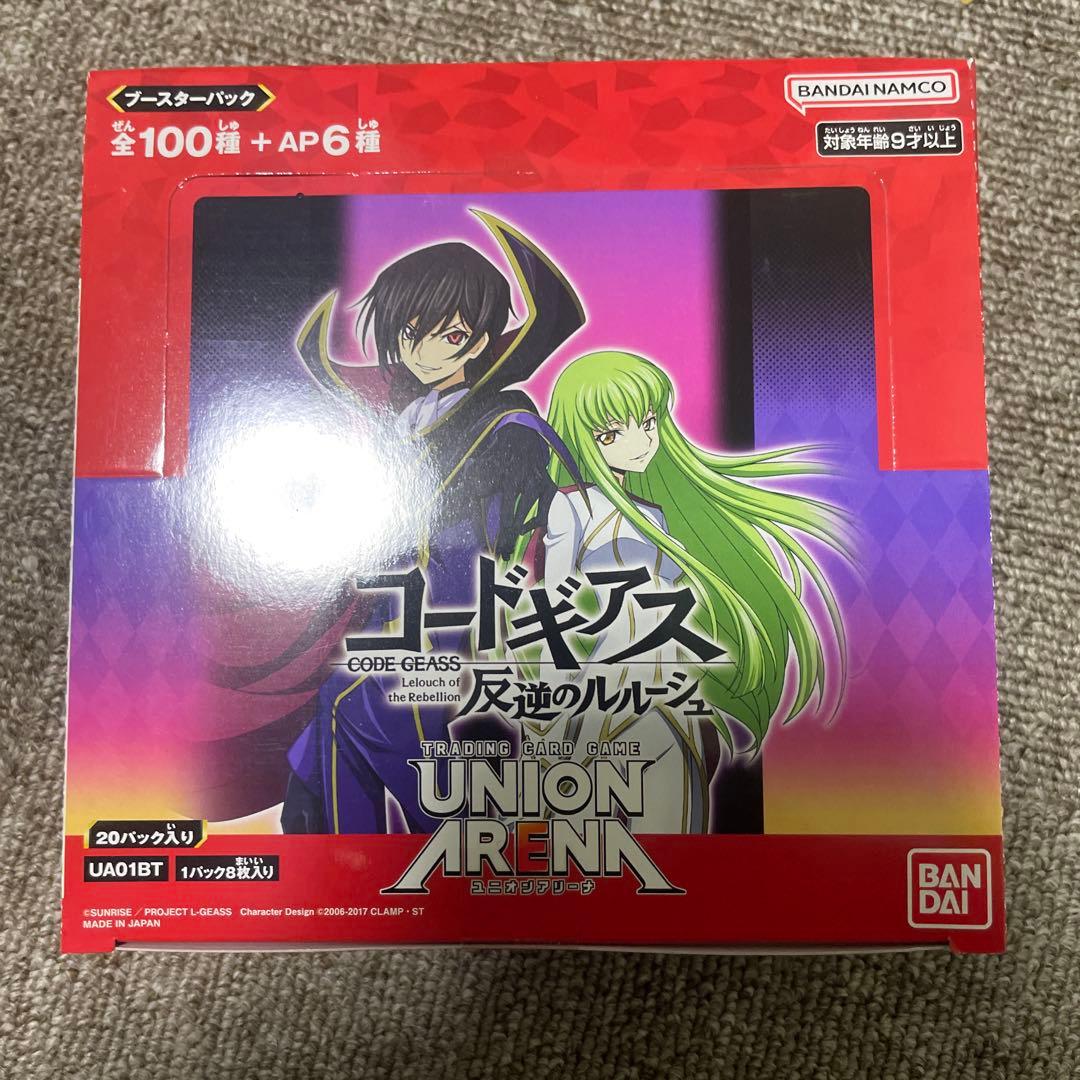 ブースターパック
BANDAI NAMCO
ぜん しゅ しゅ
全100種 + AP6種
たいしょうねんれい さい いじょう
対象年齢9才以上
コードギアス
CODE GEASS
Lelouch of
the Rebellion
反逆のルルーシュ
TRADING CARD GAME
UNION
ARENA
ユニオンアリーナ
い
20パック入り
UA01BT
まいい
1パック8枚入り
BAN
DAI
©SUNRISE／PROJECT L-GEASS Character Design ©2006-2017 CLAMP・ST
MADE IN JAPAN